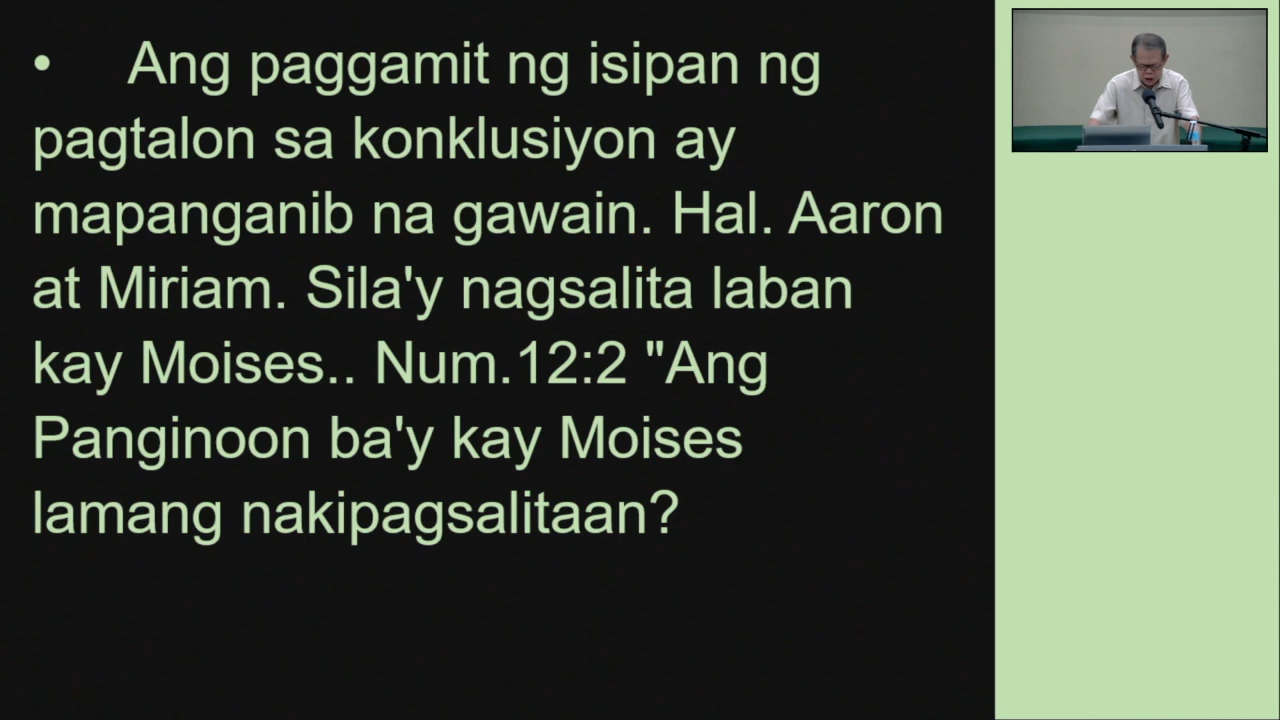 • Ang paggamit ng isipan ng
pagtalon sa konklusiyon ay
mapanganib na gawain. Hal. Aaron
at Miriam. Sila'y nagsalita laban
kay Moises.. Num.12:2 "Ang
Panginoon ba'y kay Moises
lamang nakipagsalitaan?